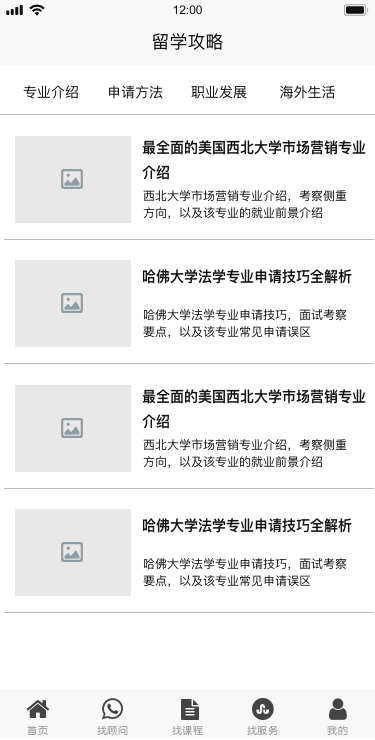 12:00
留学攻略
专业介绍 申请方法 职业发展 海外生活
最全面的美国西北大学市场营销专业
介绍
西北大学市场营销专业介绍，考察侧重
方向，以及该专业的就业前景介绍
哈佛大学法学专业申请技巧全解析
哈佛大学法学专业申请技巧，面试考察
要点，以及该专业常见申请误区
最全面的美国西北大学市场营销专业
介绍
西北大学市场营销专业介绍，考察侧重
方向，以及该专业的就业前景介绍
哈佛大学法学专业申请技巧全解析
哈佛大学法学专业申请技巧，面试考察
要点，以及该专业常见申请误区
首页 找顾问 找课程 找服务 我的